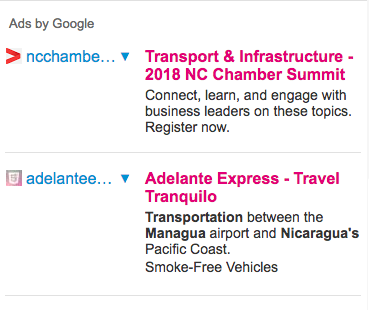 Ads by Google
ncchambe... ▼
Transport & Infrastructure -
2018 NC Chamber Summit
Connect, learn, and engage with
business leaders on these topics.
Register now.
adelantee... ▼
Adelante Express - Travel
Tranquilo
Transportation between the
Managua airport and Nicaragua's
Pacific Coast.
Smoke-Free Vehicles